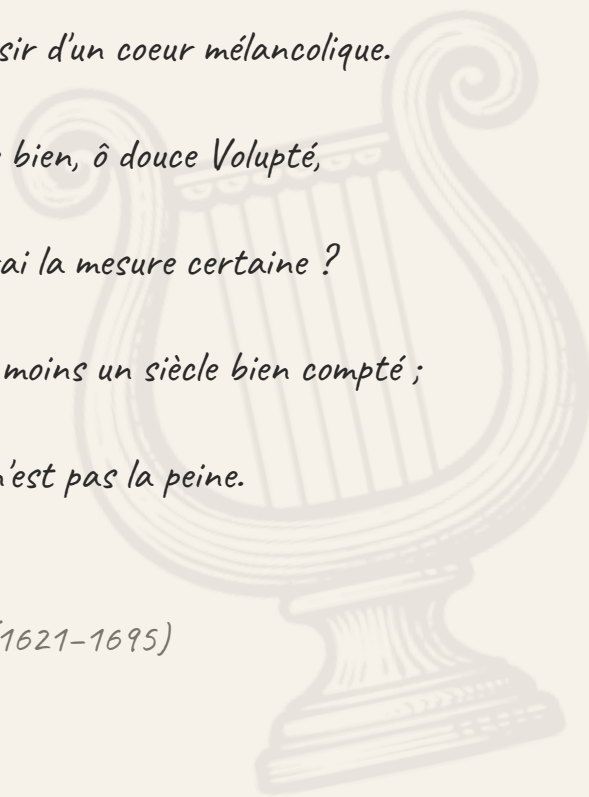 sir d'un coeur mélancolique.
bien, ô douce Volupté,
ai la mesure certaine ?
moins un siècle bien compté ;
n'est pas la peine.
(1621–1695)